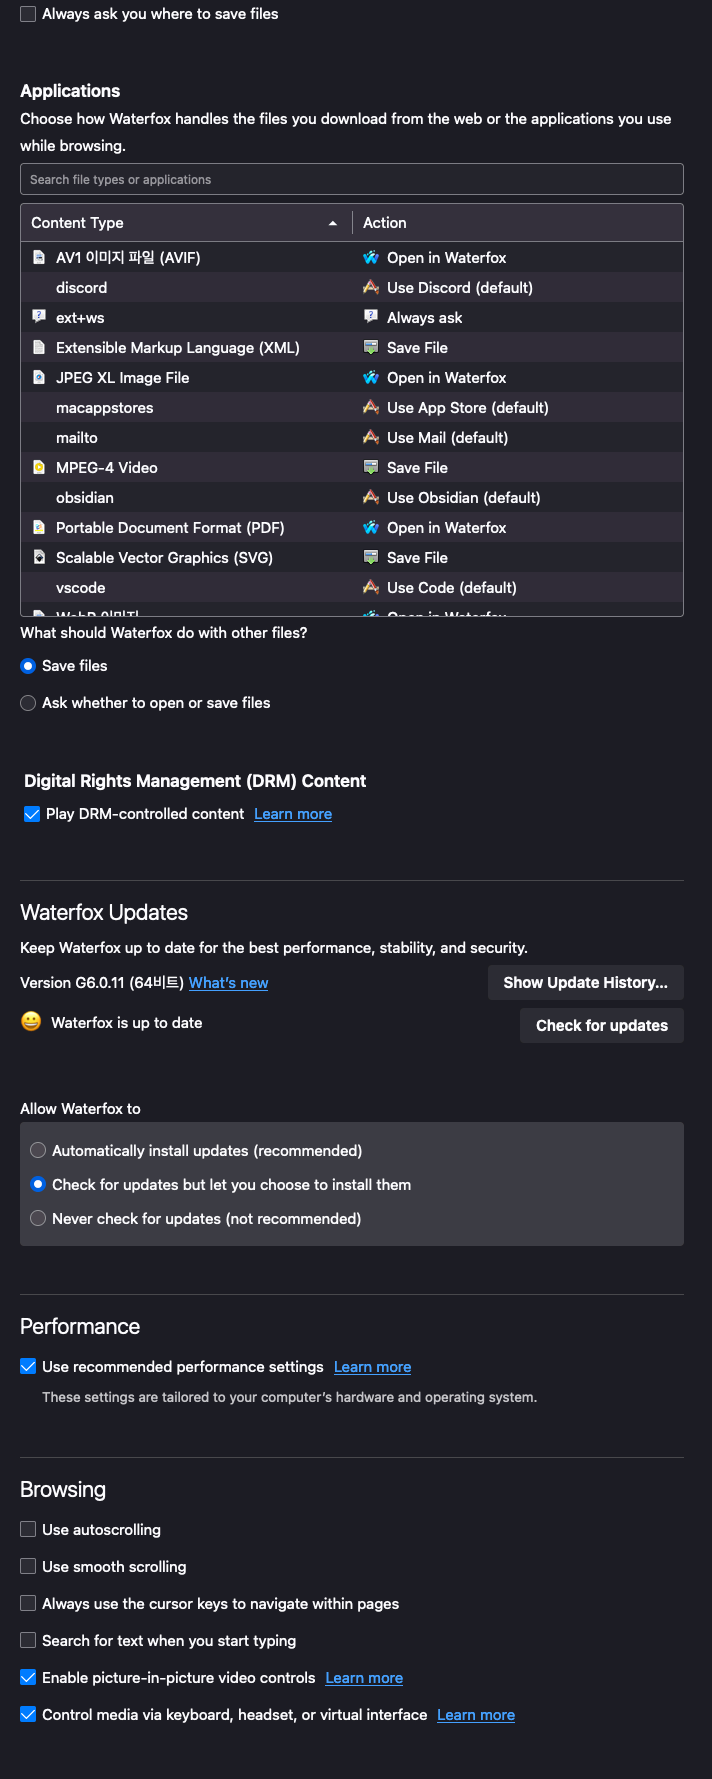 Always ask you where to save files
Applications
Choose how Waterfox handles the files you download from the web or the applications you use
while browsing.
Search file types or applications
Content Type Action
AV1 이미지 파일 (AVIF) Open in Waterfox
discord Use Discord (default)
ext+ws Always ask
Extensible Markup Language (XML) Save File
JPEG XL Image File Open in Waterfox
macappstores Use App Store (default)
mailto Use Mail (default)
MPEG-4 Video Save File
obsidian Use Obsidian (default)
Portable Document Format (PDF) Open in Waterfox
Scalable Vector Graphics (SVG) Save File
vscode Use Code (default)
WebP 이미지 Open in Waterfox
What should Waterfox do with other files?
Save files
Ask whether to open or save files
Digital Rights Management (DRM) Content
Play DRM-controlled content Learn more
Waterfox Updates
Keep Waterfox up to date for the best performance, stability, and security.
Version G6.0.11 (64비트) What's new
Show Update History...
Waterfox is up to date
Check for updates
Allow Waterfox to
Automatically install updates (recommended)
Check for updates but let you choose to install them
Never check for updates (not recommended)
Performance
Use recommended performance settings Learn more
These settings are tailored to your computer's hardware and operating system.
Browsing
Use autoscrolling
Use smooth scrolling
Always use the cursor keys to navigate within pages
Search for text when you start typing
Enable picture-in-picture video controls Learn more
Control media via keyboard, headset, or virtual interface Learn more